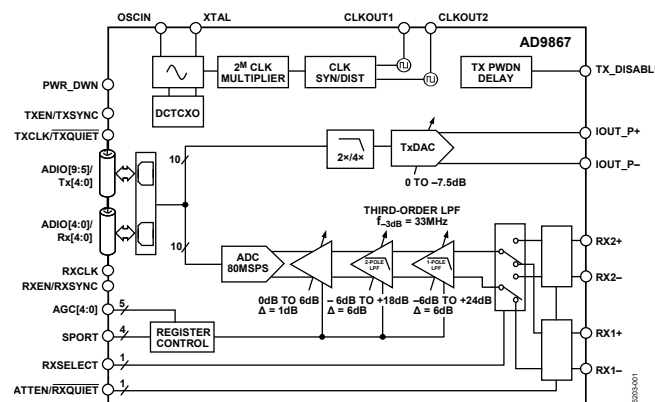 OSCIN XTAL CLKOUT1 CLKOUT2
AD9867
PWR_DWN
2M CLK
MULTIPLIER
CLK
SYN/DIST
TX PWDN
DELAY
TX_DISABL
DCTCXO
TXEN/TXSYNC
TXCLK/TXQUIET
ADIO[9:5]/
Tx[4:0]
10
2×/4×
TxDAC
0 TO –7.5dB
IOUT_P+
IOUT_P–
ADIO[4:0]/
Rx[4:0]
10
THIRD-ORDER LPF
f–3dB = 33MHz
ADC
80MSPS
2-POLE
LPF
1-POLE
LPF
RX2+
RX2–
RXCLK
RXEN/RXSYNC
0dB TO 6dB
Δ = 1dB
– 6dB TO +18dB
Δ = 6dB
–6dB TO +24dB
Δ = 6dB
AGC[4:0]
5
SPORT
4
REGISTER
CONTROL
RX1+
RX1–
RXSELECT
1
ATTEN/RXQUIET
1
8203-001